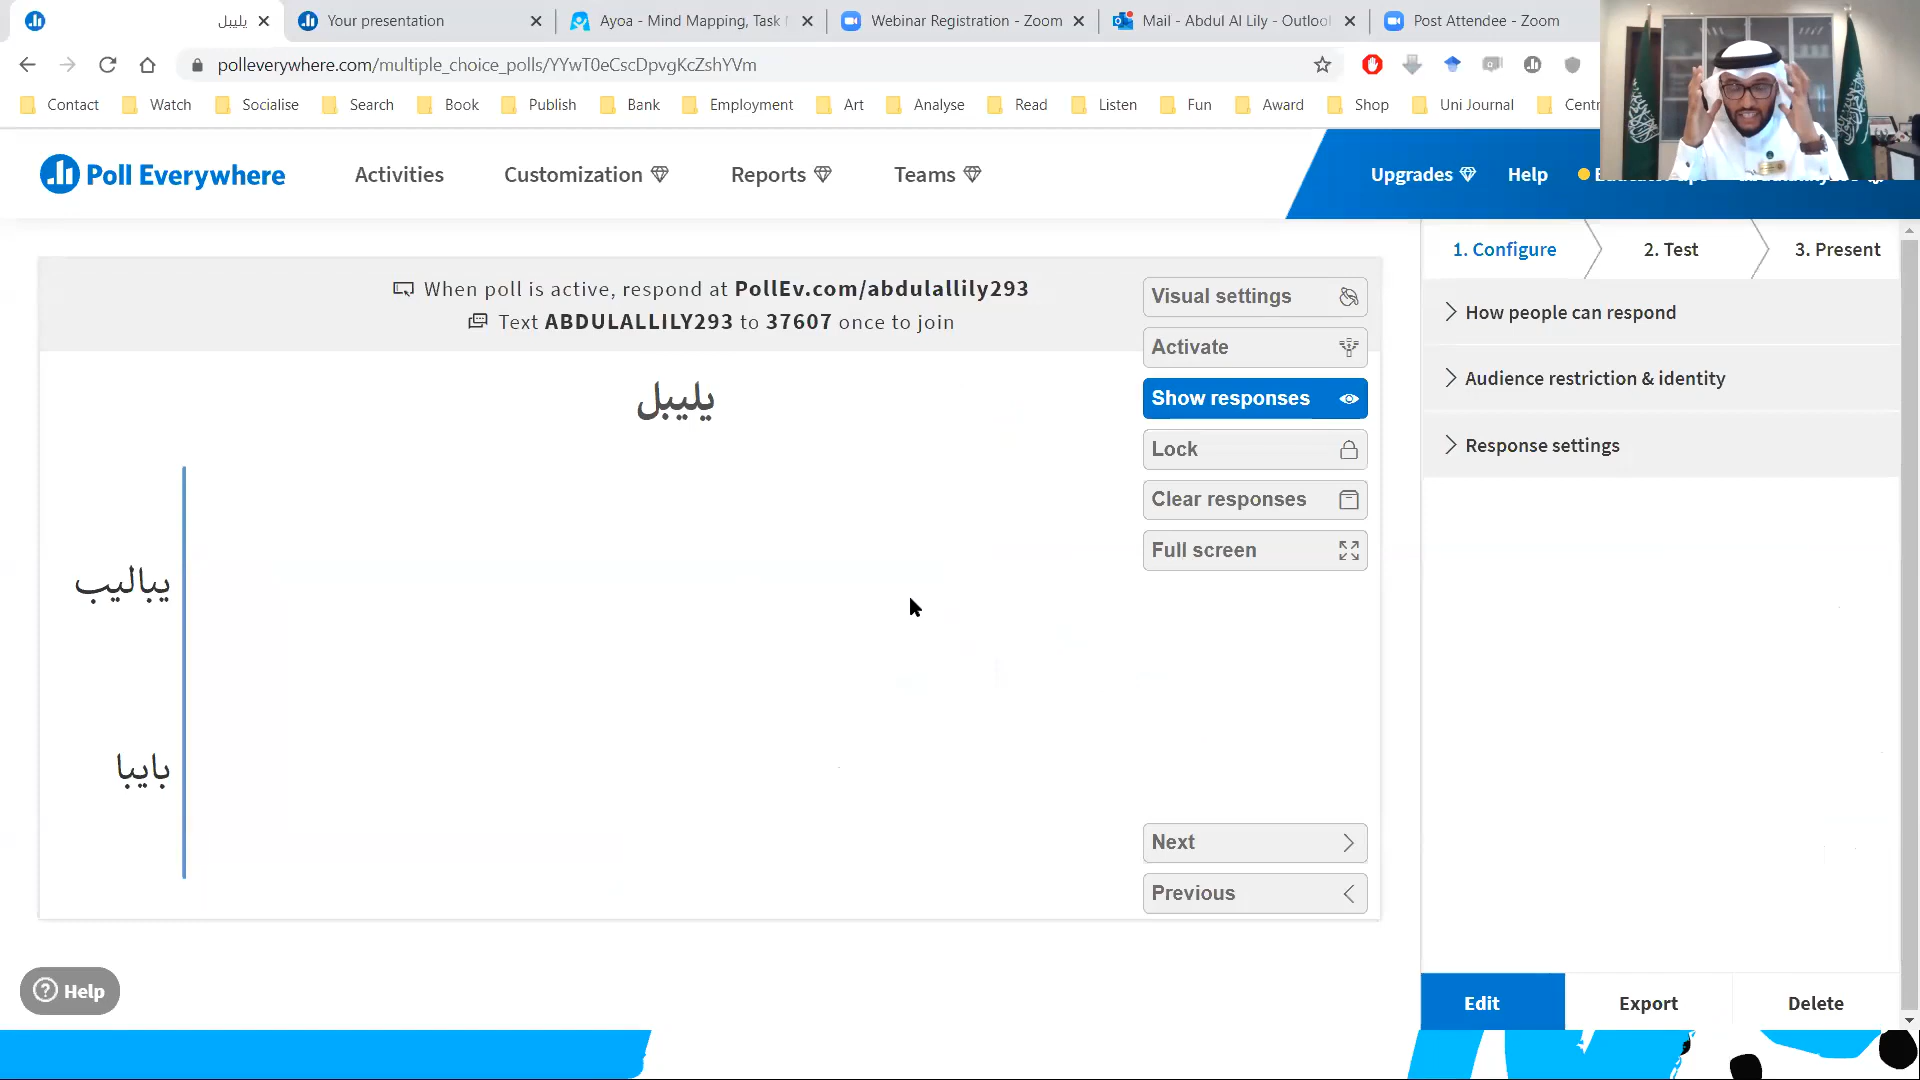 يليبل
Your presentation
Ayoa - Mind Mapping, Task
Webinar Registration - Zoom
Mail - Abdul Al Lily - Outloo
Post Attendee - Zoom
polleverywhere.com/multiple_choice_polls/YYwT0eCscDpvgKcZshYVm
Contact
Watch
Socialise
Search
Book
Publish
Bank
Employment
Art
Analyse
Read
Listen
Fun
Award
Shop
Uni Journal
Centr
Poll Everywhere
Activities
Customization
Reports
Teams
Upgrades
Help
1. Configure
2. Test
3. Present
When poll is active, respond at PollEv.com/abdulallily293
Text ABDULALLILY293 to 37607 once to join
يليبل
يباليب
بايبا
Visual settings
Activate
Show responses
Lock
Clear responses
Full screen
Next
Previous
How people can respond
Audience restriction & identity
Response settings
Help
Edit
Export
Delete